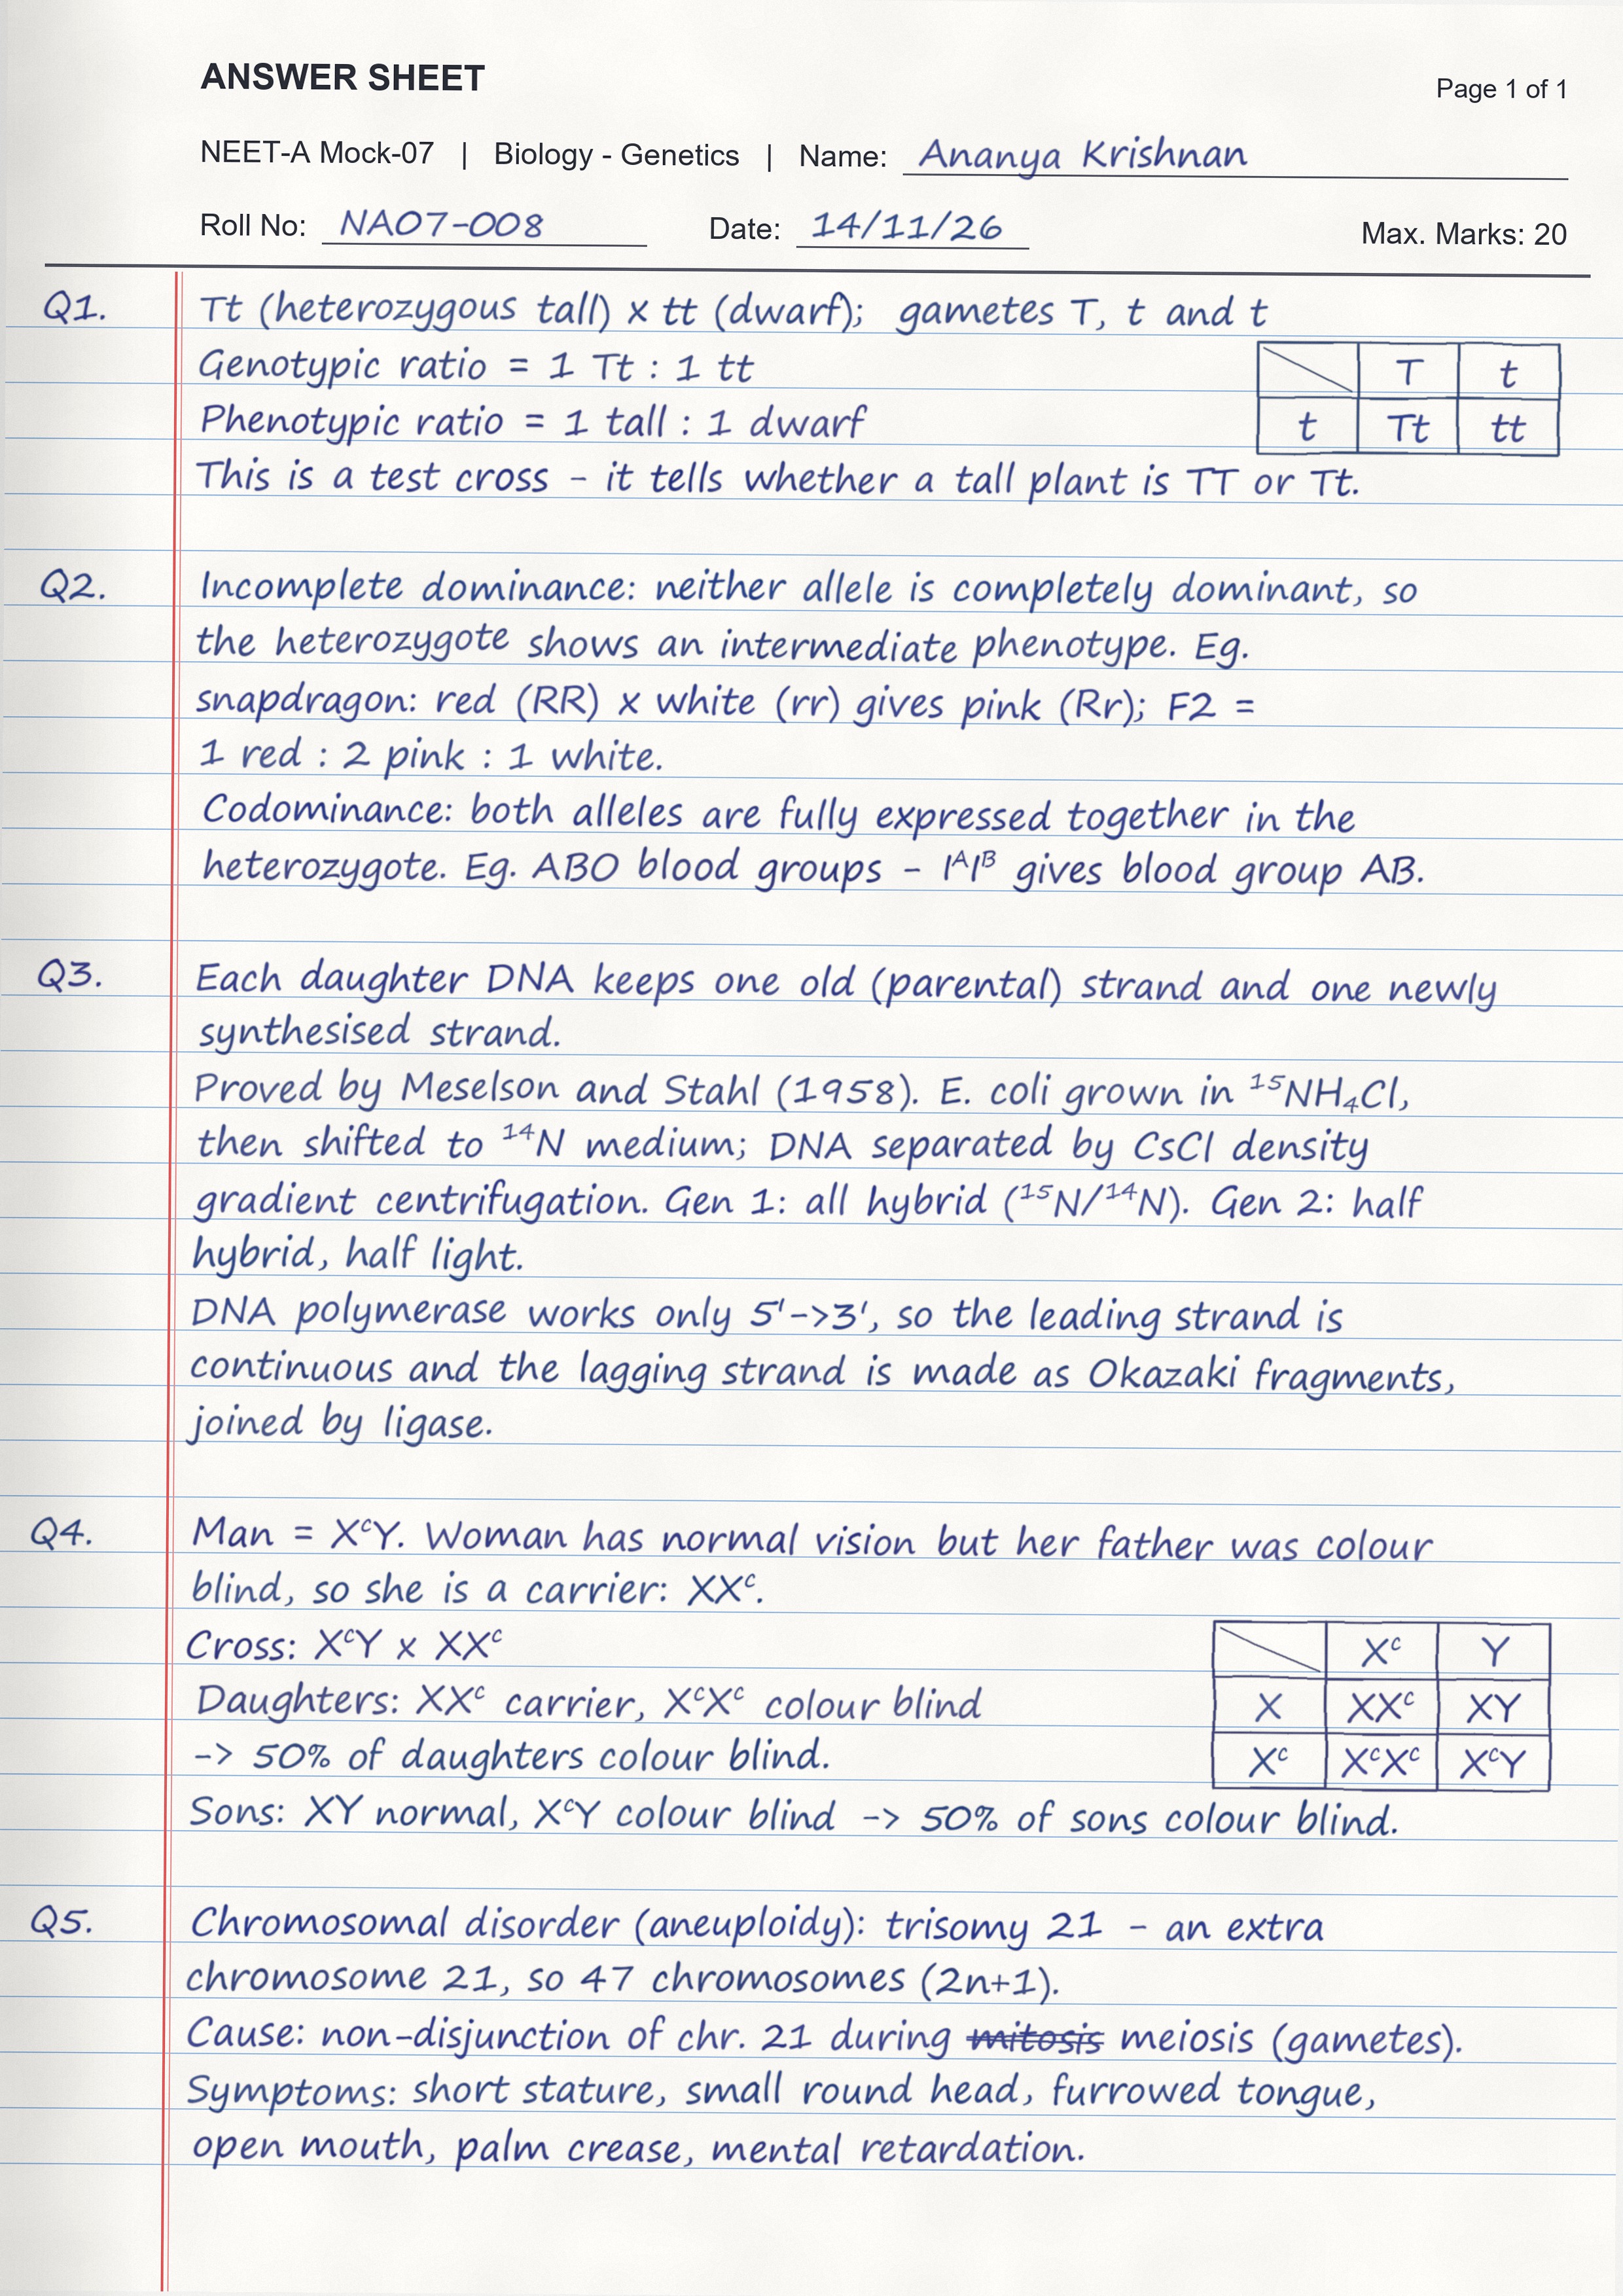 ANSWER SHEET
Page 1 of 1
NEET-A Mock-07 | Biology - Genetics | Name: Ananya Krishnan
Roll No: NA07-008 Date: 14/11/26 Max. Marks: 20
Q1. Tt (heterozygous tall) x tt (dwarf); gametes T, t and t
Genotypic ratio = 1 Tt : 1 tt
Phenotypic ratio = 1 tall : 1 dwarf
T t
t Tt tt
This is a test cross - it tells whether a tall plant is TT or Tt.
Q2. Incomplete dominance: neither allele is completely dominant, so
the heterozygote shows an intermediate phenotype. Eg.
snapdragon: red (RR) x white (rr) gives pink (Rr); F2 =
1 red : 2 pink : 1 white.
Codominance: both alleles are fully expressed together in the
heterozygote. Eg. ABO blood groups - IᴬIᴮ gives blood group AB.
Q3. Each daughter DNA keeps one old (parental) strand and one newly
synthesised strand.
Proved by Meselson and Stahl (1958). E. coli grown in ¹⁵NH₄Cl,
then shifted to ¹⁴N medium; DNA separated by CsCl density
gradient centrifugation. Gen 1: all hybrid (¹⁵N/¹⁴N). Gen 2: half
hybrid, half light.
DNA polymerase works only 5'->3', so the leading strand is
continuous and the lagging strand is made as Okazaki fragments,
joined by ligase.
Q4. Man = XᶜY. Woman has normal vision but her father was colour
blind, so she is a carrier: XXᶜ.
Cross: XᶜY x XXᶜ
Daughters: XXᶜ carrier, XᶜXᶜ colour blind
-> 50% of daughters colour blind.
Xᶜ Y
X XXᶜ XY
Xᶜ XᶜXᶜ XᶜY
Sons: XY normal, XᶜY colour blind -> 50% of sons colour blind.
Q5. Chromosomal disorder (aneuploidy): trisomy 21 - an extra
chromosome 21, so 47 chromosomes (2n+1).
Cause: non-disjunction of chr. 21 during mitosis meiosis (gametes).
Symptoms: short stature, small round head, furrowed tongue,
open mouth, palm crease, mental retardation.